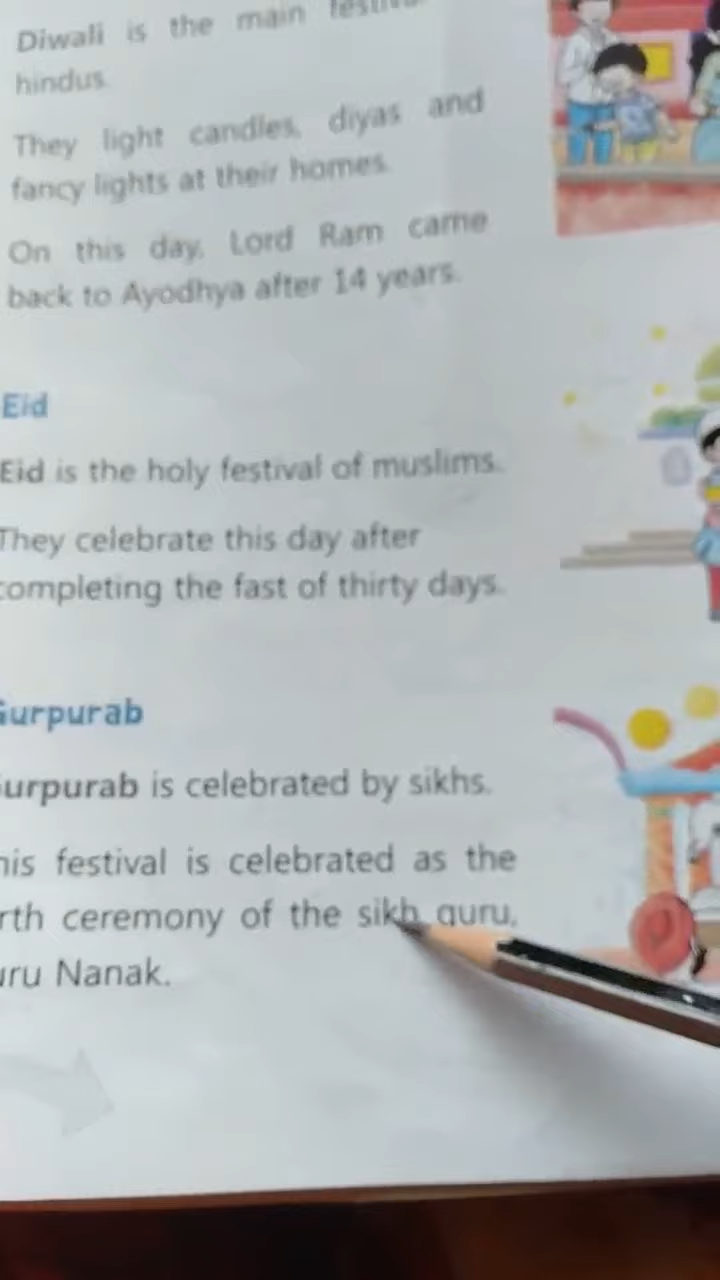 Diwali is the main
hindus.
They light candles, diyas and
fancy lights at their homes.
On this day, Lord Ram came
back to Ayodhya after 14 years.
Eid
Eid is the holy festival of muslims.
They celebrate this day after
completing the fast of thirty days.
Gurpurab
urpurab is celebrated by sikhs.
his festival is celebrated as the
rth ceremony of the sikh guru,
uru Nanak.